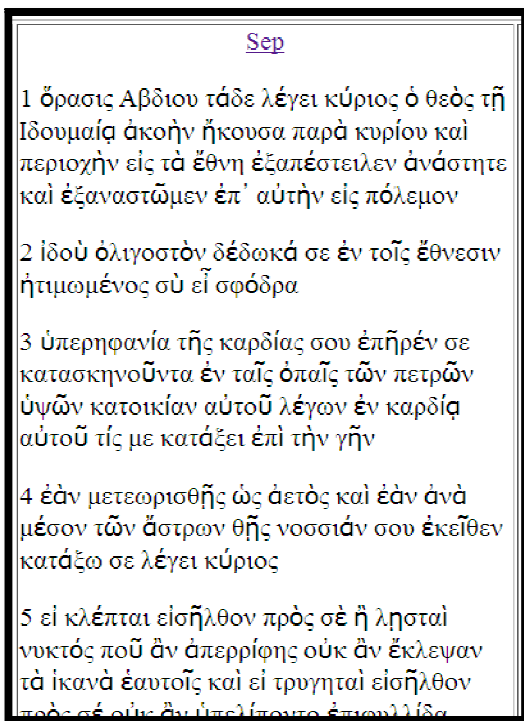 Sep
1 ὅρασις Αβδιου τάδε λέγει κύριος ὁ θεὸς τῇ
Ιδουμαίᾳ ἀκοὴν ἤκουσα παρὰ κυρίου καὶ
περιοχὴν εἰς τὰ ἔθνη ἐξαπέστειλεν ἀνάστητε
καὶ ἐξαναστῶμεν ἐπ᾽ αὐτὴν εἰς πόλεμον
2 ἰδοὺ ὀλιγοστὸν δέδωκά σε ἐν τοῖς ἔθνεσιν
ἠτιμωμένος σὺ εἶ σφόδρα
3 ὑπερηφανία τῆς καρδίας σου ἐπῆρέν σε
κατασκηνοῦντα ἐν ταῖς ὀπαῖς τῶν πετρῶν
ὑψῶν κατοικίαν αὐτοῦ λέγων ἐν καρδίᾳ
αὐτοῦ τίς με κατάξει ἐπὶ τὴν γῆν
4 ἐὰν μετεωρισθῇς ὡς ἀετὸς καὶ ἐὰν ἀνὰ
μέσον τῶν ἄστρων θῇς νοσσιάν σου ἐκεῖθεν
κατάξω σε λέγει κύριος
5 εἰ κλέπται εἰσῆλθον πρὸς σὲ ἢ λῃσταὶ
νυκτός ποῦ ἂν ἀπερρίφης οὐκ ἂν ἔκλεψαν
τὰ ἱκανὰ ἑαυτοῖς καὶ εἰ τρυγηταὶ εἰσῆλθον
πρὸς σέ οὐκ ἂν ὑπελίποντο ἐπιφυλλίδα